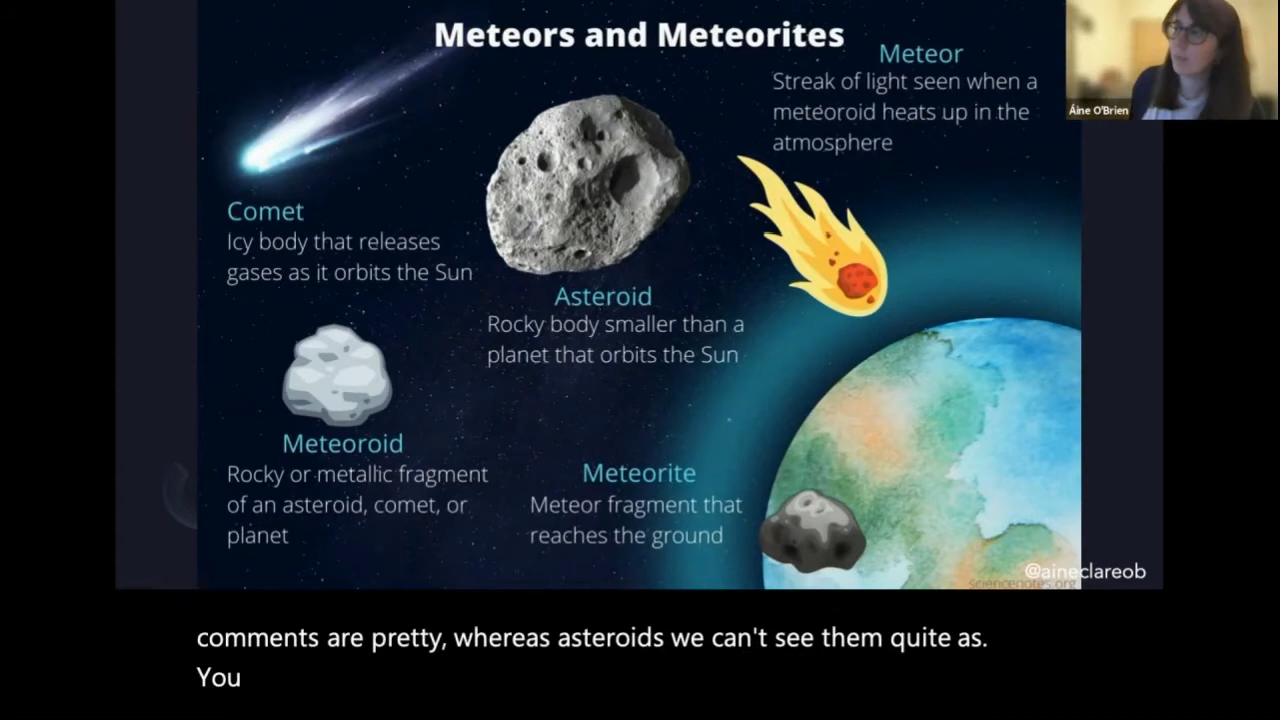 Meteors and Meteorites
Meteor
Streak of light seen when a
meteoroid heats up in the
atmosphere
Áine O'Brien
Comet
Icy body that releases
gases as it orbits the Sun
Asteroid
Rocky body smaller than a
planet that orbits the Sun
Meteoroid
Rocky or metallic fragment
of an asteroid, comet, or
planet
Meteorite
Meteor fragment that
reaches the ground
@aineclareob
sciencenotes.org
comments are pretty, whereas asteroids we can't see them quite as.
You